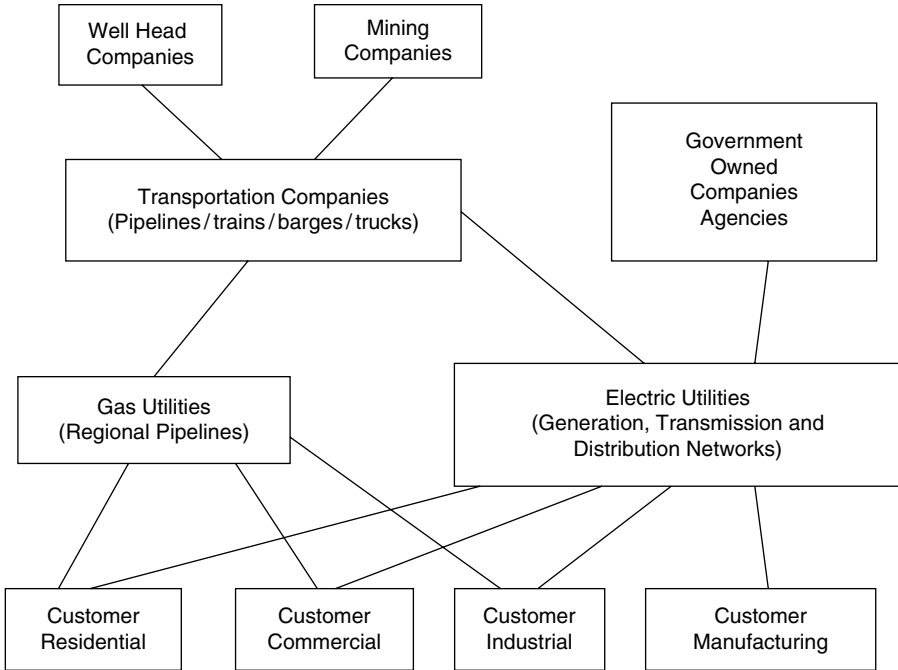 Well Head
Companies
Mining
Companies
Government
Owned
Companies
Agencies
Transportation Companies
(Pipelines / trains / barges / trucks)
Gas Utilities
(Regional Pipelines)
Electric Utilities
(Generation, Transmission and
Distribution Networks)
Customer
Residential
Customer
Commercial
Customer
Industrial
Customer
Manufacturing